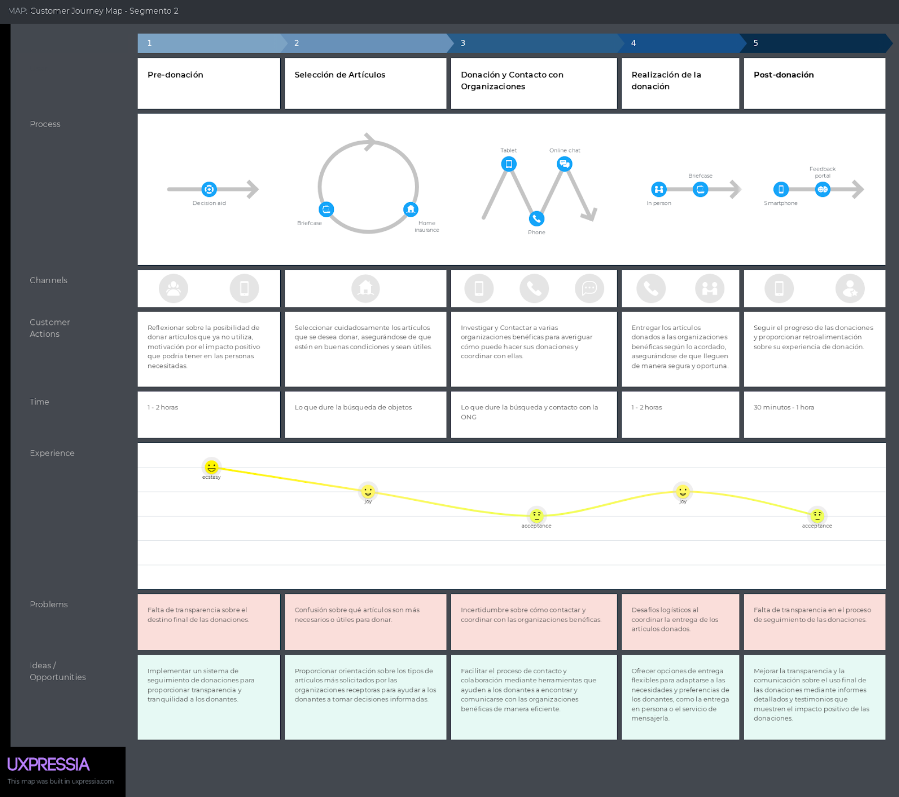 MAP: Customer Journey Map - Segmento 2
1
2
3
4
5
Pre-donación
Selección de Artículos
Donación y Contacto con
Organizaciones
Realización de la
donación
Post-donación
Process
Decision aid
Briefcase
Home
insurance
Tablet
Online chat
Phone
In person
Briefcase
Smartphone
Feedback
portal
Channels
Customer
Actions
Reflexionar sobre la posibilidad de
donar artículos que ya no utiliza,
motivación por el impacto positivo
que podría tener en las personas
necesitadas.
Seleccionar cuidadosamente los artículos
que se desea donar, asegurándose de que
estén en buenas condiciones y sean útiles.
Investigar y Contactar a varias
organizaciones benéficas para averiguar
cómo puede hacer sus donaciones y
coordinar con ellas.
Entregar los artículos
donados a las organizaciones
benéficas según lo acordado,
asegurándose de que lleguen
de manera segura y oportuna.
Seguir el progreso de las donaciones
y proporcionar retroalimentación
sobre su experiencia de donación.
Time
1 - 2 horas
Lo que dure la búsqueda de objetos
Lo que dure la búsqueda y contacto con la
ONG
1 - 2 horas
30 minutos - 1 hora
Experience
ecstasy
joy
acceptance
joy
acceptance
Problems
Falta de transparencia sobre el
destino final de las donaciones.
Confusión sobre qué artículos son más
necesarios o útiles para donar.
Incertidumbre sobre cómo contactar y
coordinar con las organizaciones benéficas.
Desafíos logísticos al
coordinar la entrega de los
artículos donados.
Falta de transparencia en el proceso
de seguimiento de las donaciones.
Ideas /
Opportunities
Implementar un sistema de
seguimiento de donaciones para
proporcionar transparencia y
tranquilidad a los donantes.
Proporcionar orientación sobre los tipos de
artículos más solicitados por las
organizaciones receptoras para ayudar a los
donantes a tomar decisiones informadas.
Facilitar el proceso de contacto y
colaboración mediante herramientas que
ayuden a los donantes a encontrar y
comunicarse con las organizaciones
benéficas de manera eficiente.
Ofrecer opciones de entrega
flexibles para adaptarse a las
necesidades y preferencias de
los donantes, como la entrega
en persona o el servicio de
mensajería.
Mejorar la transparencia y la
comunicación sobre el uso final de
las donaciones mediante informes
detallados y testimonios que
muestren el impacto positivo de las
donaciones.
UXPRESSIA
This map was built in uxpressia.com